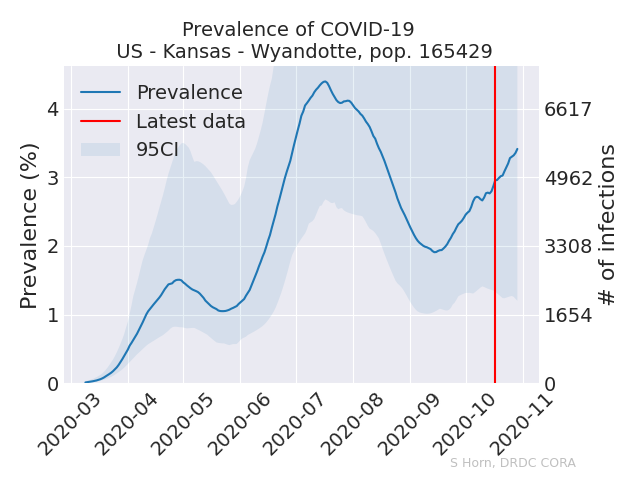 Prevalence of COVID-19
US - Kansas - Wyandotte, pop. 165429
Prevalence
Latest data
95CI
Prevalence (%)
4
3
2
1
0
6617
4962
3308
1654
0
# of infections
2020-03
2020-04
2020-05
2020-06
2020-07
2020-08
2020-09
2020-10
2020-11
S Horn, DRDC CORA